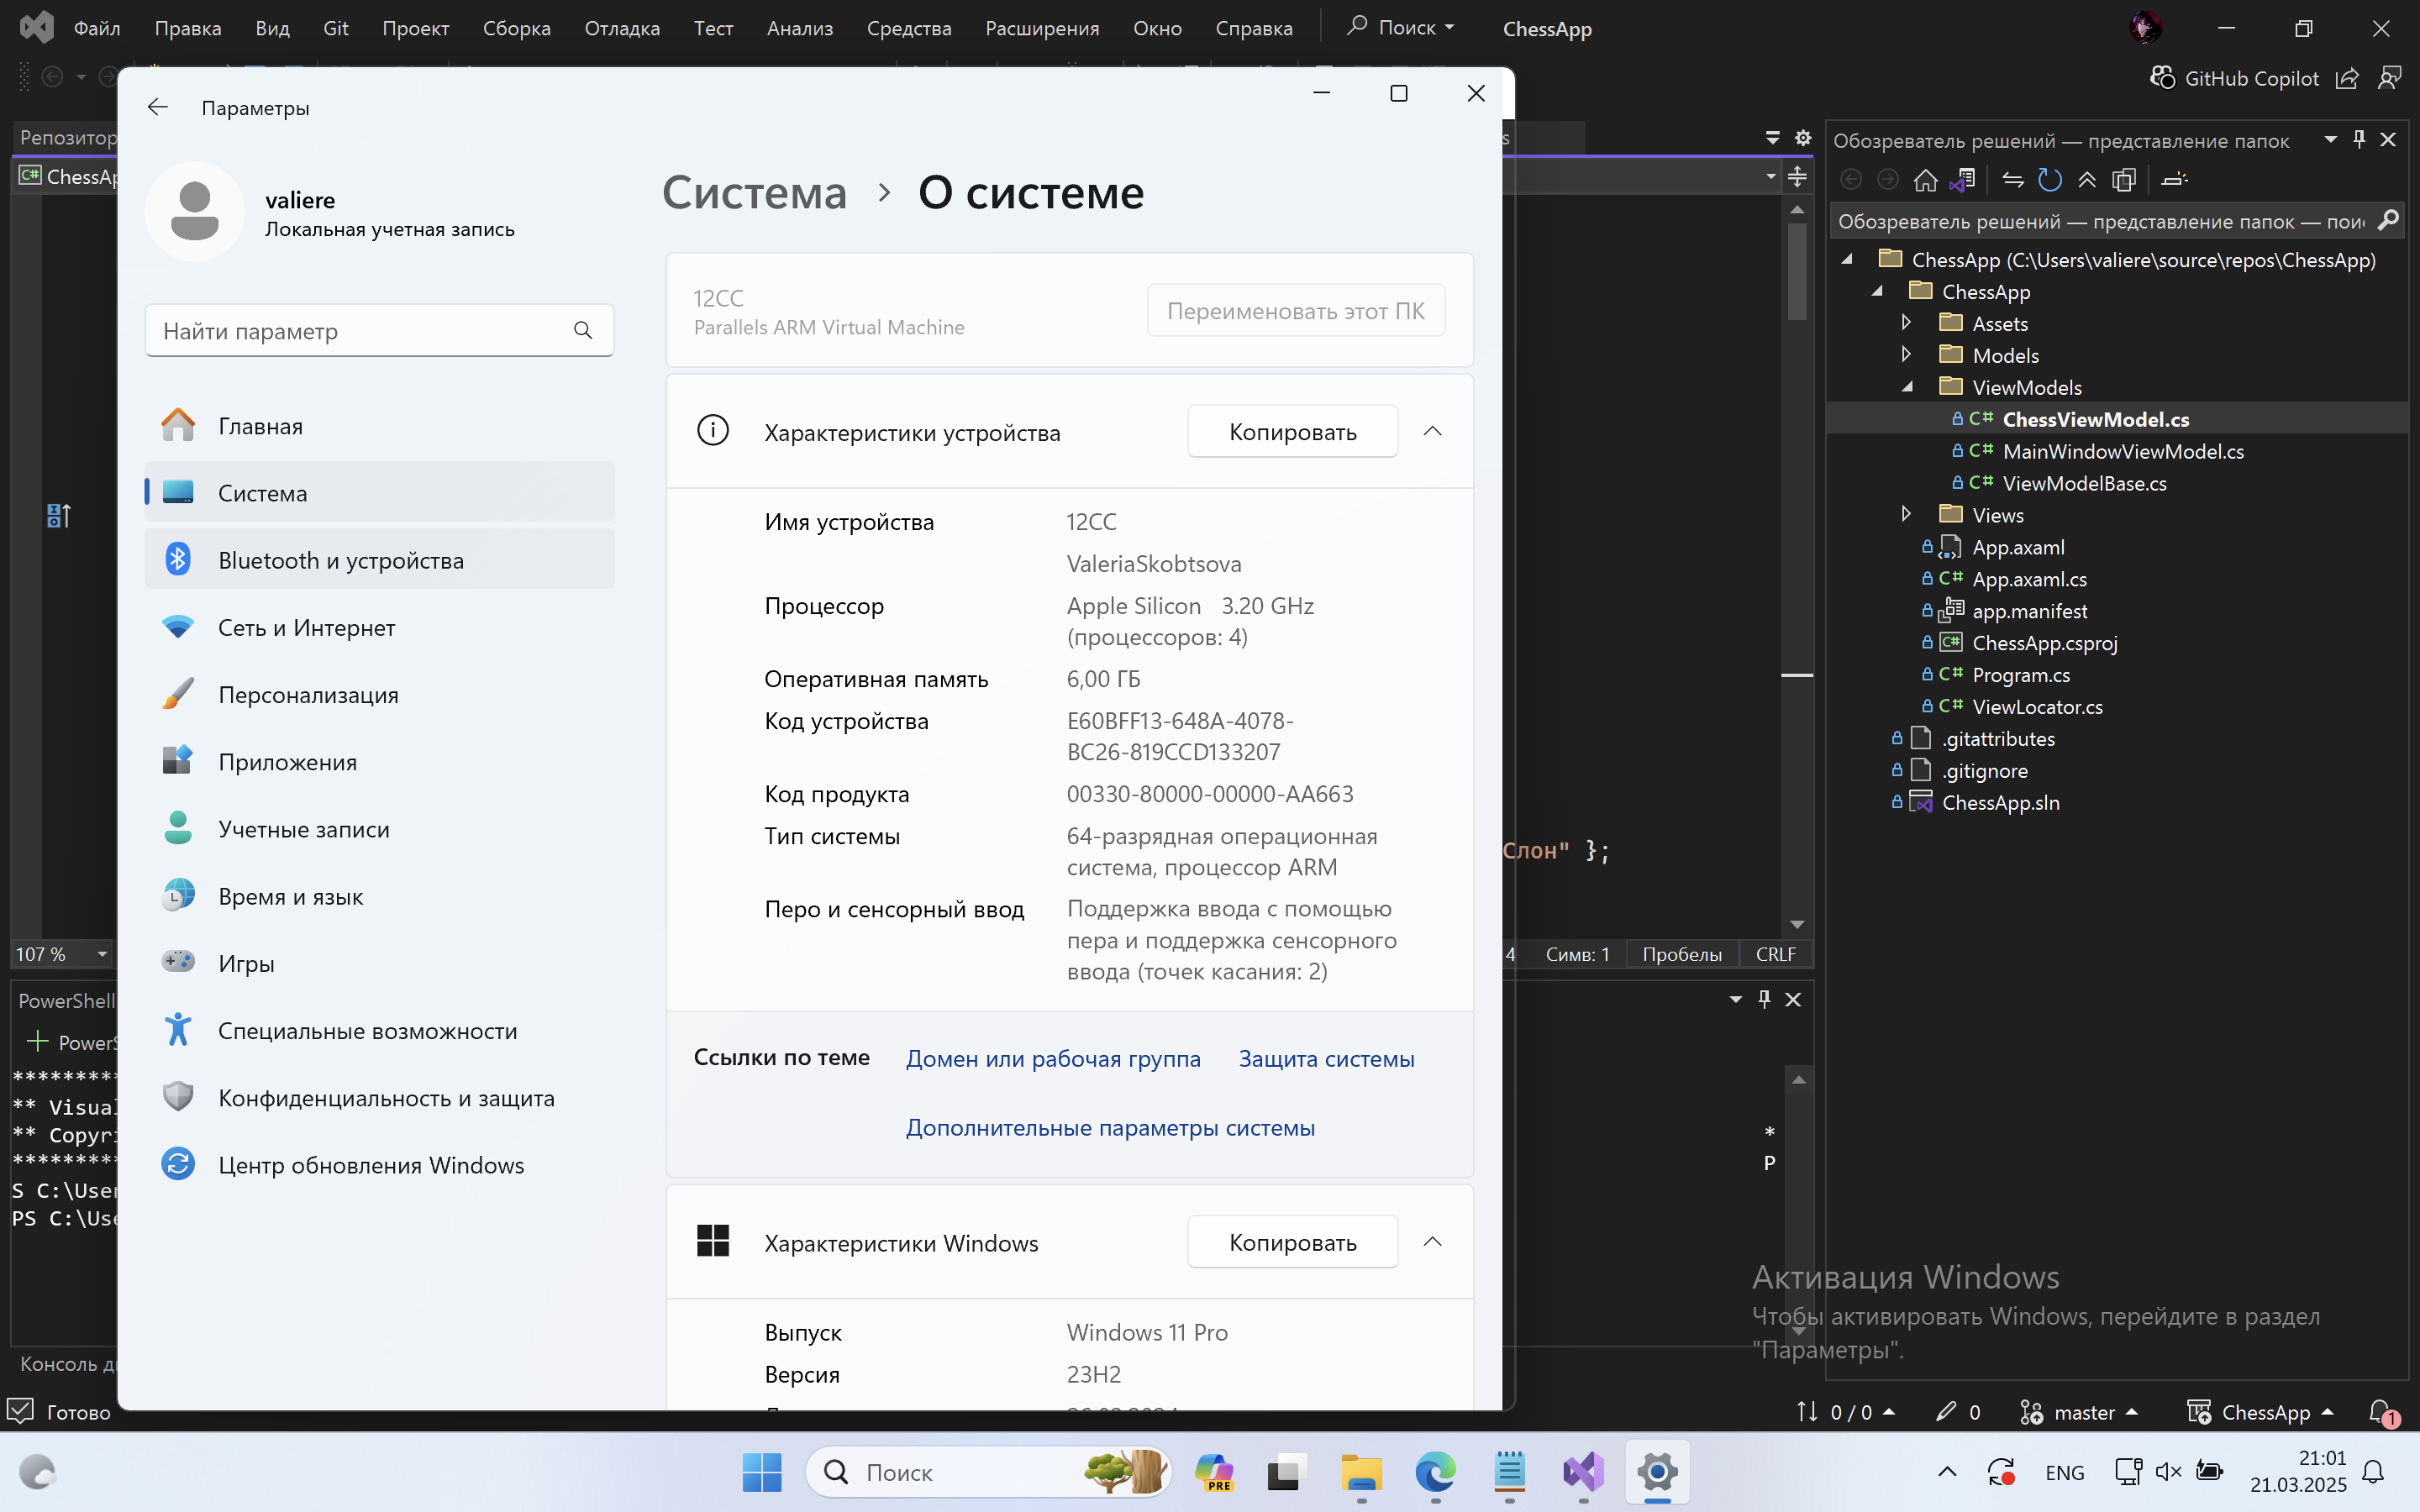 Файл Правка Вид Git Проект Сборка Отладка Тест Анализ Средства Расширения Окно Справка Поиск ChessApp
GitHub Copilot
Параметры
valiere
Локальная учетная запись
Найти параметр
Главная
Система
Bluetooth и устройства
Сеть и Интернет
Персонализация
Приложения
Учетные записи
Время и язык
Игры
Специальные возможности
Конфиденциальность и защита
Центр обновления Windows
Система > О системе
12CC
Parallels ARM Virtual Machine
Переименовать этот ПК
Характеристики устройства
Копировать
Имя устройства 12CC
ValeriaSkobtsova
Процессор Apple Silicon 3.20 GHz
(процессоров: 4)
Оперативная память 6,00 ГБ
Код устройства E60BFF13-648A-4078-
BC26-819CCD133207
Код продукта 00330-80000-00000-AA663
Тип системы 64-разрядная операционная
система, процессор ARM
Перо и сенсорный ввод Поддержка ввода с помощью
пера и поддержка сенсорного
ввода (точек касания: 2)
Ссылки по теме Домен или рабочая группа Защита системы
Дополнительные параметры системы
Характеристики Windows
Копировать
Выпуск Windows 11 Pro
Версия 23H2
Репозитор
C# ChessAp
107 %
PowerShell
+ PowerS
**********
** Visual
** Copyri
**********
S C:\User
PS C:\Use
Консоль д
Готово
s
Слон" };
4 Симв: 1 Пробелы CRLF
*
P
Обозреватель решений — представление папок
Обозреватель решений — представление папок — пои
ChessApp (C:\Users\valiere\source\repos\ChessApp)
ChessApp
Assets
Models
ViewModels
C# ChessViewModel.cs
C# MainWindowViewModel.cs
C# ViewModelBase.cs
Views
App.axaml
C# App.axaml.cs
app.manifest
C# ChessApp.csproj
C# Program.cs
C# ViewLocator.cs
.gitattributes
.gitignore
ChessApp.sln
Активация Windows
Чтобы активировать Windows, перейдите в раздел
"Параметры".
0 / 0 0 master ChessApp 1
Поиск
PRE
ENG
21:01
21.03.2025